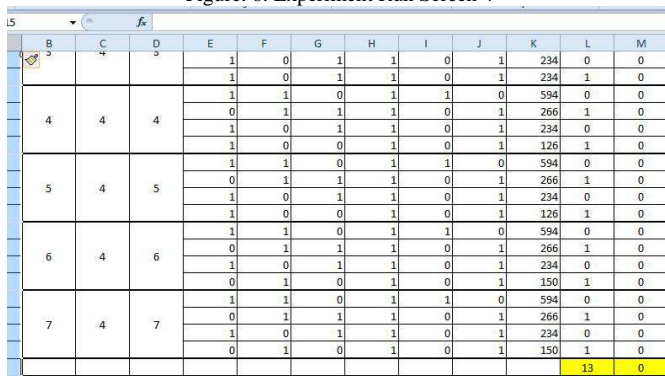 Figure. 6. Experiment Run Screen
fx
B C D E F G H I J K L M
3 4 3 1 0 1 1 0 1 234 0 0
1 0 1 1 0 1 234 1 0
1 1 0 1 1 0 594 0 0
0 1 1 1 0 1 266 1 0
4 4 4
1 0 1 1 0 1 234 0 0
1 0 0 1 0 1 126 1 0
1 1 0 1 1 0 594 0 0
0 1 1 1 0 1 266 1 0
5 4 5
1 0 1 1 0 1 234 0 0
1 0 0 1 0 1 126 1 0
1 1 0 1 1 0 594 0 0
0 1 1 1 0 1 266 1 0
6 4 6
1 0 1 1 0 1 234 0 0
0 1 0 1 0 1 150 1 0
1 1 0 1 1 0 594 0 0
0 1 1 1 0 1 266 1 0
7 4 7
1 0 1 1 0 1 234 0 0
0 1 0 1 0 1 150 1 0
13 0